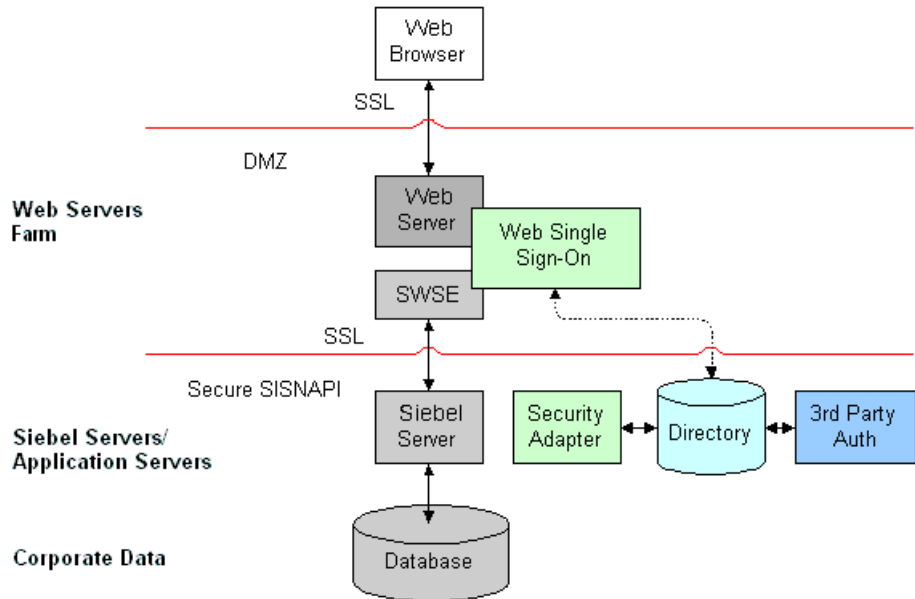 Web
Browser
SSL
DMZ
Web Servers
Farm
Web
Server
Web Single
Sign-On
SWSE
SSL
Secure SISNAPI
Siebel Servers/
Application Servers
Siebel
Server
Security
Adapter
Directory
3rd Party
Auth
Corporate Data
Database